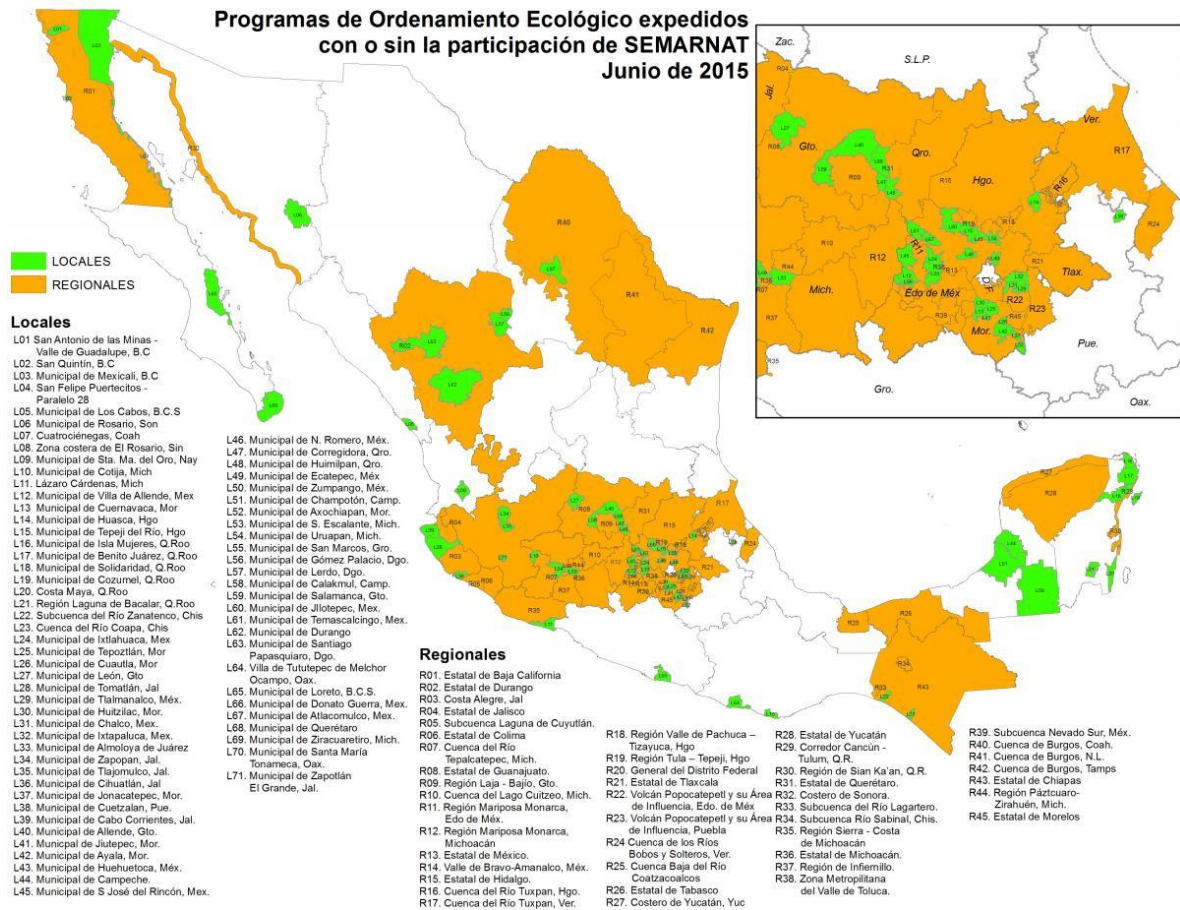 Programas de Ordenamiento Ecológico expedidos
con o sin la participación de SEMARNAT
Junio de 2015
LOCALES
REGIONALES
Locales
L01 San Antonio de las Minas -
Valle de Guadalupe, B.C
L02. San Quintín, B.C
L03. Municipal de Mexicali, B.C
L04. San Felipe Puertecitos -
Paralelo 28
L05. Municipal de Los Cabos, B.C.S
L06 Municipal de Rosario, Son
L07. Cuatrociénegas, Coah
L08. Zona costera de El Rosario, Sin
L09. Municipal de Sta. Ma. del Oro, Nay
L10. Municipal de Cotija, Mich
L11. Lázaro Cárdenas, Mich
L12 Municipal de Villa de Allende, Mex
L13 Municipal de Cuernavaca, Mor
L14 Municipal de Huasca, Hgo
L15 Municipal de Tepeji del Río, Hgo
L16 Municipal de Isla Mujeres, Q.Roo
L17 Municipal de Benito Juárez, Q.Roo
L18 Municipal de Solidaridad, Q.Roo
L19 Municipal de Cozumel, Q.Roo
L20 Costa Maya, Q.Roo
L21 Región Laguna de Bacalar, Q.Roo
L22 Subcuenca del Río Zanatenco, Chis
L23 Cuenca del Río Coapa, Chis
L24 Municipal de Ixtlahuaca, Mex
L25 Municipal de Tepoztlán, Mor
L26 Municipal de Cuautla, Mor
L27 Municipal de León, Gto
L28 Municipal de Tomatlán, Jal
L29 Municipal de Tlalmanalco, Méx.
L30 Municipal de Huitzilac, Mor.
L31 Municipal de Chalco, Mex.
L32 Municipal de Ixtapaluca, Mex
L33 Municipal de Almoloya de Juárez
L34 Municipal de Zapopan, Jal.
L35 Municipal de Tlajomulco, Jal.
L36 Municipal de Cihuatlán, Jal
L37 Municipal de Jonacatepec, Mor.
L38 Municipal de Cuetzalan, Pue.
L39 Municipal de Cabo Corrientes, Jal.
L40 Municipal de Allende, Gto.
L41 Municipal de Jiutepec, Mor.
L42 Municipal de Ayala, Mor.
L43 Municipal de Huehuetoca, Méx.
L44 Municipal de Campeche.
L45 Municipal de S José del Rincón, Mex.
L46. Municipal de N. Romero, Méx.
L47. Municipal de Corregidora, Qro.
L48. Municipal de Huimilpan, Qro.
L49. Municipal de Ecatepec, Méx
L50. Municipal de Zumpango, Méx.
L51. Municipal de Champotón, Camp.
L52. Municipal de Axochiapan, Mor.
L53. Municipal de S. Escalante, Mich.
L54. Municipal de Uruapan, Mich.
L55. Municipal de San Marcos, Gro.
L56. Municipal de Gómez Palacio, Dgo.
L57. Municipal de Lerdo, Dgo.
L58. Municipal de Calakmul, Camp.
L59. Municipal de Salamanca, Gto.
L60. Municipal de JIlotepec, Mex.
L61. Municipal de Temascalcingo, Mex.
L62. Municipal de Durango
L63. Municipal de Santiago
Papasquiaro, Dgo.
L64. Villa de Tututepec de Melchor
Ocampo, Oax.
L65. Municipal de Loreto, B.C.S.
L66. Municipal de Donato Guerra, Mex.
L67. Municipal de Atlacomulco, Mex.
L68. Municipal de Querétaro
L69. Municipal de Ziracuaretiro, Mich.
L70. Municipal de Santa María
Tonameca, Oax.
L71. Municipal de Zapotlán
El Grande, Jal.
Regionales
R01. Estatal de Baja California
R02. Estatal de Durango
R03. Costa Alegre, Jal
R04. Estatal de Jalisco
R05. Subcuenca Laguna de Cuyutlán.
R06. Estatal de Colima
R07. Cuenca del Río
Tepalcatepec, Mich.
R08. Estatal de Guanajuato.
R09. Región Laja - Bajío, Gto.
R10. Cuenca del Lago Cuitzeo, Mich.
R11. Región Mariposa Monarca,
Edo de Méx.
R12. Región Mariposa Monarca,
Michoacán
R13. Estatal de México.
R14. Valle de Bravo-Amanalco, Méx.
R15. Estatal de Hidalgo.
R16. Cuenca del Río Tuxpan, Hgo.
R17. Cuenca del Río Tuxpan, Ver.
R18. Región Valle de Pachuca –
Tizayuca, Hgo
R19. Región Tula – Tepeji, Hgo
R20. General del Distrito Federal
R21. Estatal de Tlaxcala
R22. Volcán Popocatepetl y su Área
de Influencia, Edo. de Méx
R23. Volcán Popocatepetl y su Área
de Influencia, Puebla
R24 Cuenca de los Ríos
Bobos y Solteros, Ver.
R25. Cuenca Baja del Río
Coatzacoalcos
R26. Estatal de Tabasco
R27. Costero de Yucatán, Yuc
R28. Estatal de Yucatán
R29. Corredor Cancún -
Tulum, Q.R.
R30. Región de Sian Ka'an, Q.R.
R31. Estatal de Querétaro.
R32. Costero de Sonora.
R33. Subcuenca del Río Lagartero.
R34. Subcuenca Río Sabinal, Chis.
R35. Región Sierra - Costa
de Michoacán
R36. Estatal de Michoacán.
R37. Región de Infiernillo.
R38. Zona Metropolitana
del Valle de Toluca.
R39. Subcuenca Nevado Sur, Méx.
R40. Cuenca de Burgos, Coah.
R41. Cuenca de Burgos, N.L.
R42. Cuenca de Burgos, Tamps
R43. Estatal de Chiapas
R44. Región Páztcuaro-
Zirahuén, Mich.
R45. Estatal de Morelos
Zac.
S.L.P.
Jal.
Gto.
Qro.
Hgo.
Ver.
Mich.
Edo de Méx
D.F.
Tlax.
Mor.
Pue.
Gro.
Oax.
R01
R40
R41
R42
R17
R16
R24
R12
R11
R10
R09
R21
R22
R23
R37
R35
R43
R26
R28
R27